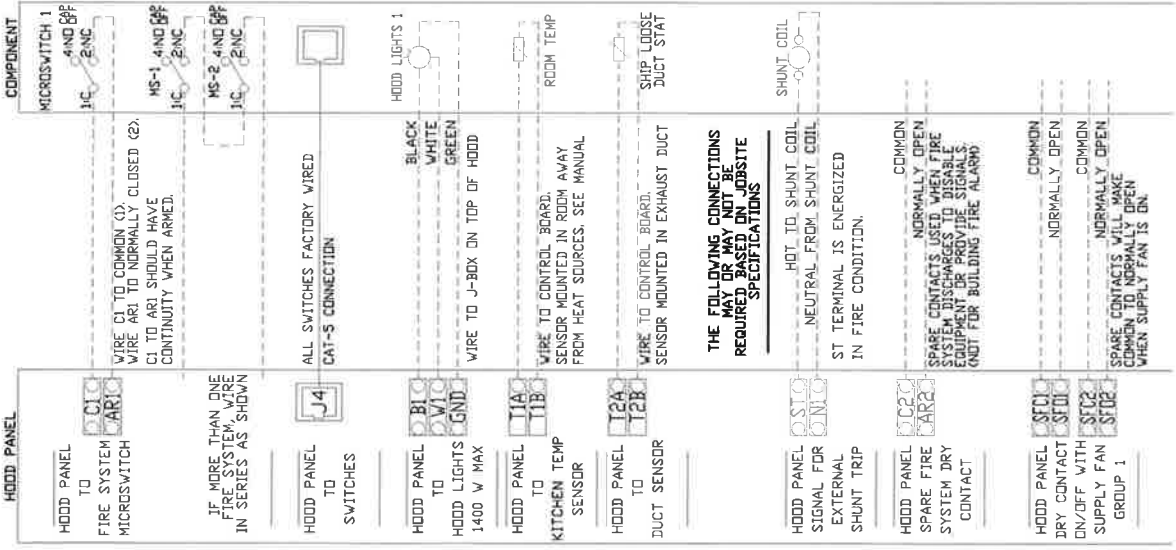 HOOD PANEL
COMPONENT
HOOD PANEL
TO
FIRE SYSTEM
MICROSWITCH
C1
AR1
WIRE C1 TO COMMON (1).
WIRE AR1 TO NORMALLY CLOSED (2).
C1 TO AR1 SHOULD HAVE
CONTINUITY WHEN ARMED.
MICROSWITCH 1
4:NO CAP OFF
2:NC
1:C
IF MORE THAN ONE
FIRE SYSTEM, WIRE
IN SERIES AS SHOWN
MS-1
4:NO CAP OFF
2:NC
1:C
MS-2
4:NO CAP OFF
2:NC
1:C
HOOD PANEL
TO
SWITCHES
J4
ALL SWITCHES FACTORY WIRED
CAT-5 CONNECTION
HOOD PANEL
TO
HOOD LIGHTS
1400 W MAX
B1
W1
GND
BLACK
WHITE
GREEN
WIRE TO J-BOX ON TOP OF HOOD
HOOD LIGHTS 1
HOOD PANEL
TO
KITCHEN TEMP
SENSOR
T1A
T1B
WIRE TO CONTROL BOARD.
SENSOR MOUNTED IN ROOM AWAY
FROM HEAT SOURCES. SEE MANUAL
ROOM TEMP
HOOD PANEL
TO
DUCT SENSOR
T2A
T2B
WIRE TO CONTROL BOARD.
SENSOR MOUNTED IN EXHAUST DUCT
SHIP LOOSE
DUCT STAT
THE FOLLOWING CONNECTIONS
MAY OR MAY NOT BE
REQUIRED BASED ON JOBSITE
SPECIFICATIONS
HOOD PANEL
SIGNAL FOR
EXTERNAL
SHUNT TRIP
ST
N1
HOT TO SHUNT COIL
NEUTRAL FROM SHUNT COIL
ST TERMINAL IS ENERGIZED
IN FIRE CONDITION.
SHUNT COIL
HOOD PANEL
SPARE FIRE
SYSTEM DRY
CONTACT
C2
AR2
COMMON
NORMALLY OPEN
SPARE CONTACTS USED WHEN FIRE
SYSTEM DISCHARGES TO DISABLE
EQUIPMENT OR PROVIDE SIGNALS.
(NOT FOR BUILDING FIRE ALARM)
HOOD PANEL
DRY CONTACT
ON/OFF WITH
SUPPLY FAN
GROUP 1
SFC1
SFO1
SFC2
SFO2
COMMON
NORMALLY OPEN
COMMON
NORMALLY OPEN
SPARE CONTACTS WILL MAKE
COMMON TO NORMALLY OPEN
WHEN SUPPLY FAN IS ON.